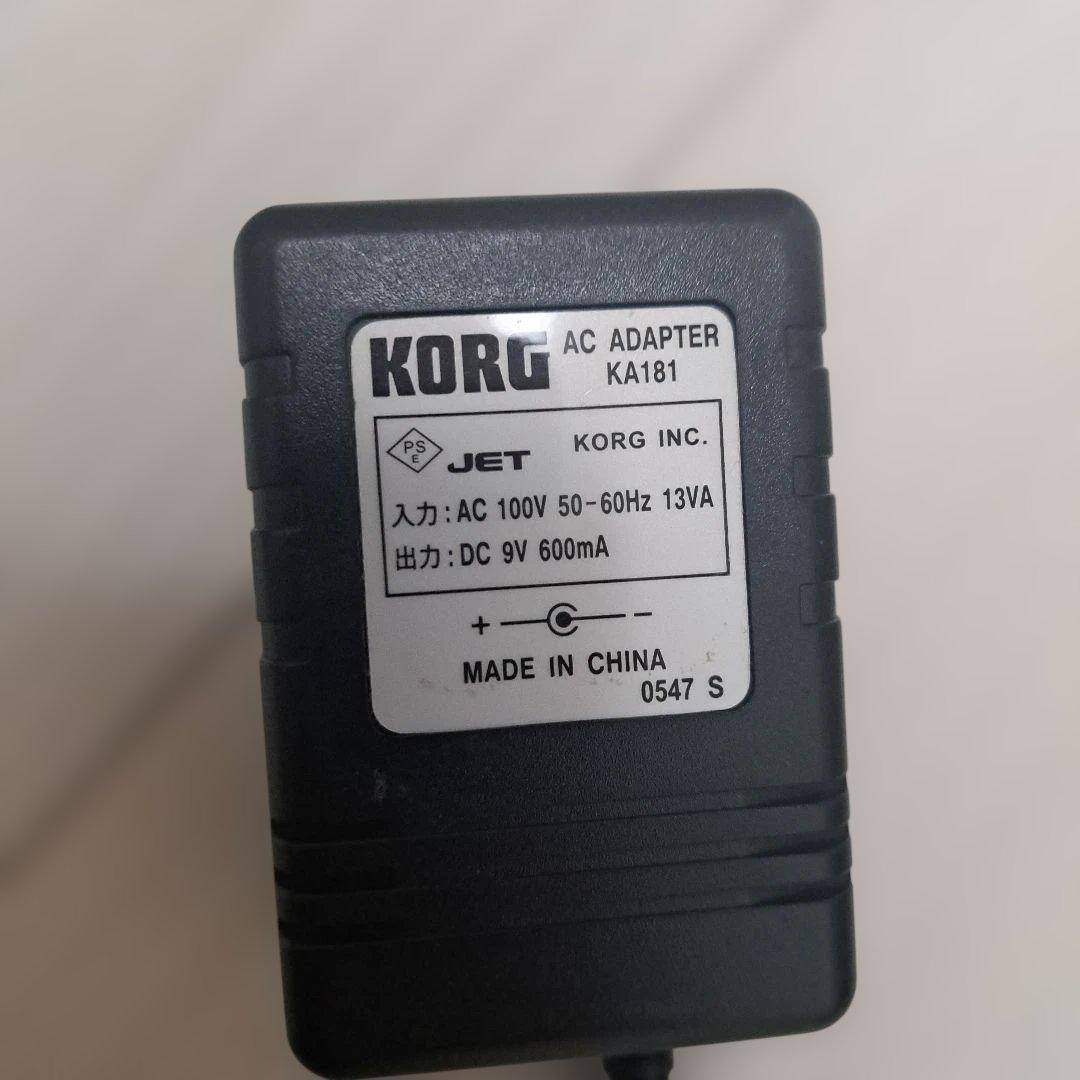 KORG AC ADAPTER
KA181
PS
E
JET KORG INC.
入力:AC 100V 50-60Hz 13VA
出力:DC 9V 600mA
+ -
MADE IN CHINA
0547 S